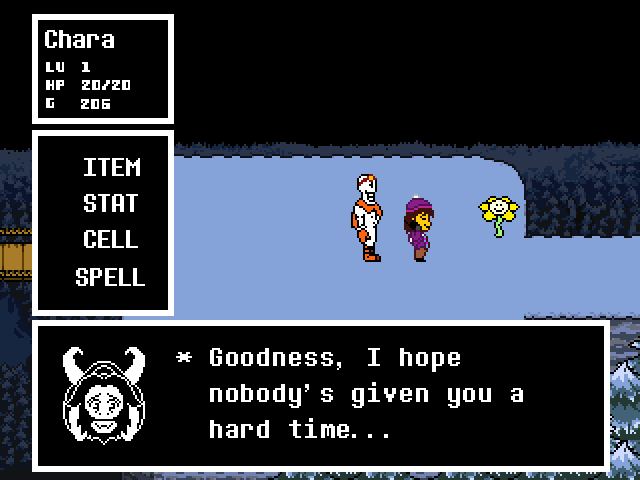 Chara
LV 1
HP 20/20
G 206
ITEM
STAT
CELL
SPELL
* Goodness, I hope
nobody's given you a
hard time...